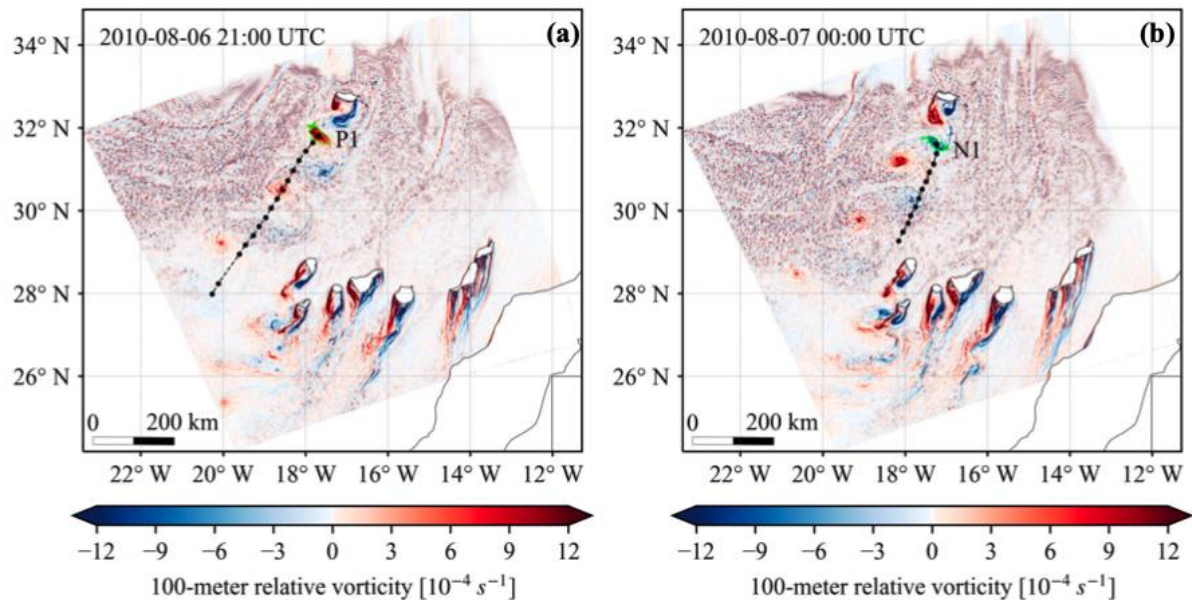 2010-08-06 21:00 UTC
(a)
34° N
32° N
30° N
28° N
26° N
P1
0 200 km
22° W 20° W 18° W 16° W 14° W 12° W
−12 −9 −6 −3 0 3 6 9 12
100-meter relative vorticity [10⁻⁴ s⁻¹]
2010-08-07 00:00 UTC
(b)
34° N
32° N
30° N
28° N
26° N
N1
0 200 km
22° W 20° W 18° W 16° W 14° W 12° W
−12 −9 −6 −3 0 3 6 9 12
100-meter relative vorticity [10⁻⁴ s⁻¹]